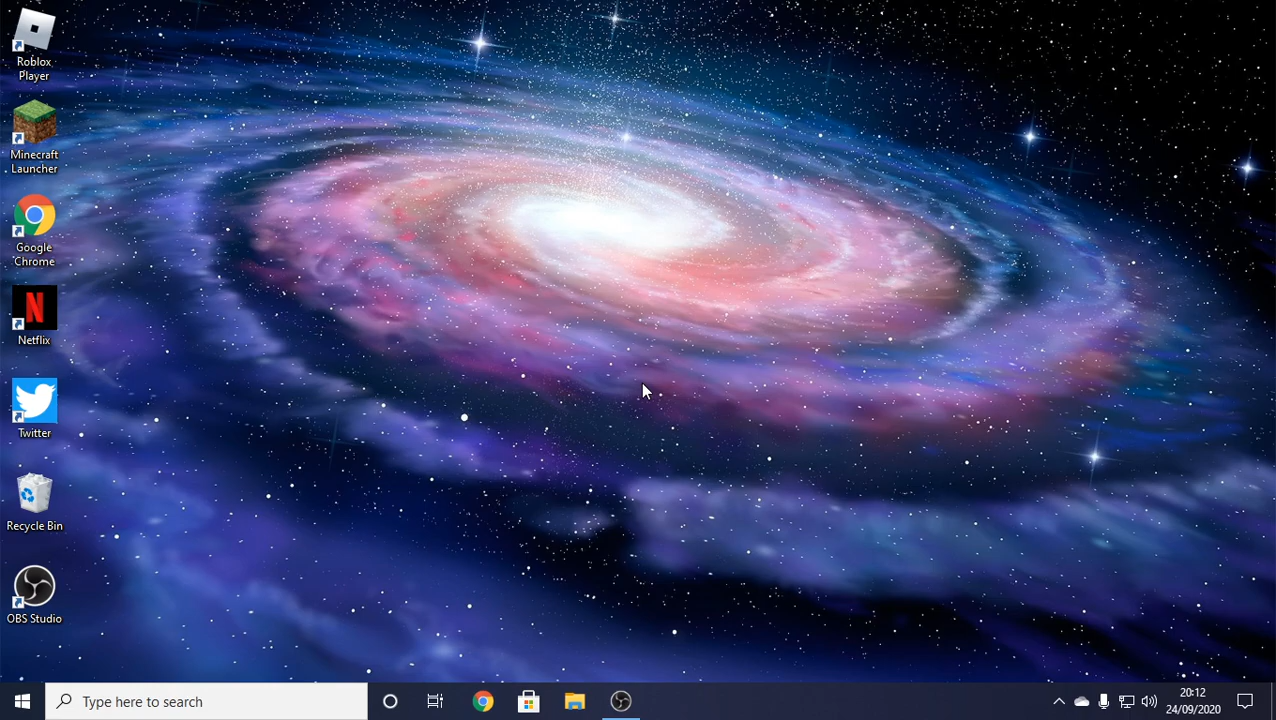 Roblox
Player
Minecraft
Launcher
Google
Chrome
Netflix
Twitter
Recycle Bin
OBS Studio
Type here to search
20:12
24/09/2020